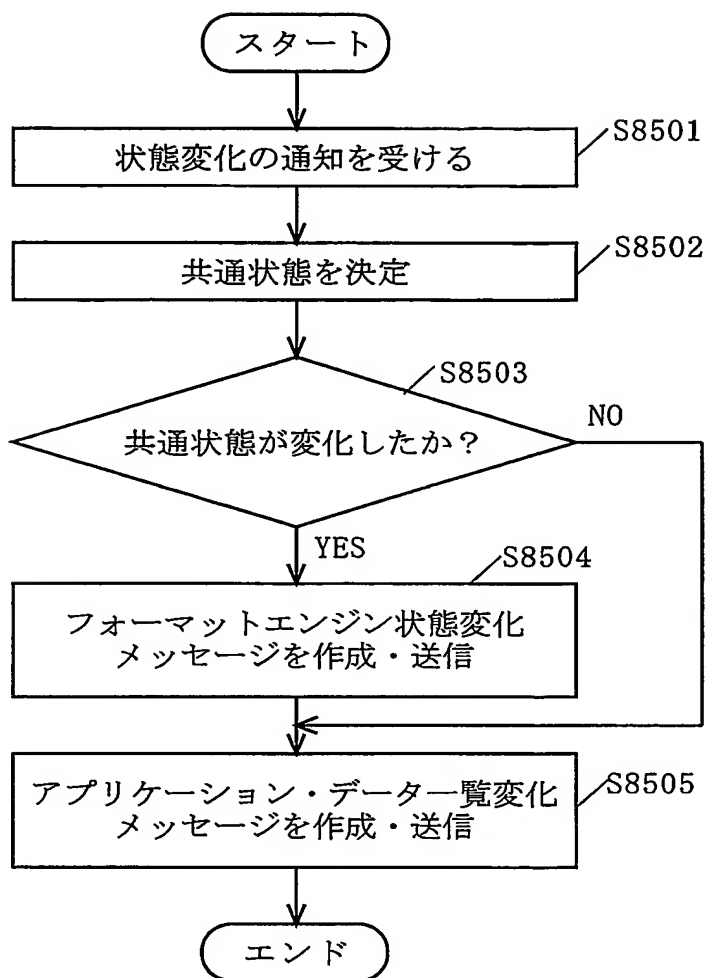 スタート
状態変化の通知を受ける
S8501
共通状態を決定
S8502
S8503
共通状態が変化したか？
NO
YES
S8504
フォーマットエンジン状態変化
メッセージを作成・送信
アプリケーション・データ一覧変化
メッセージを作成・送信
S8505
エンド